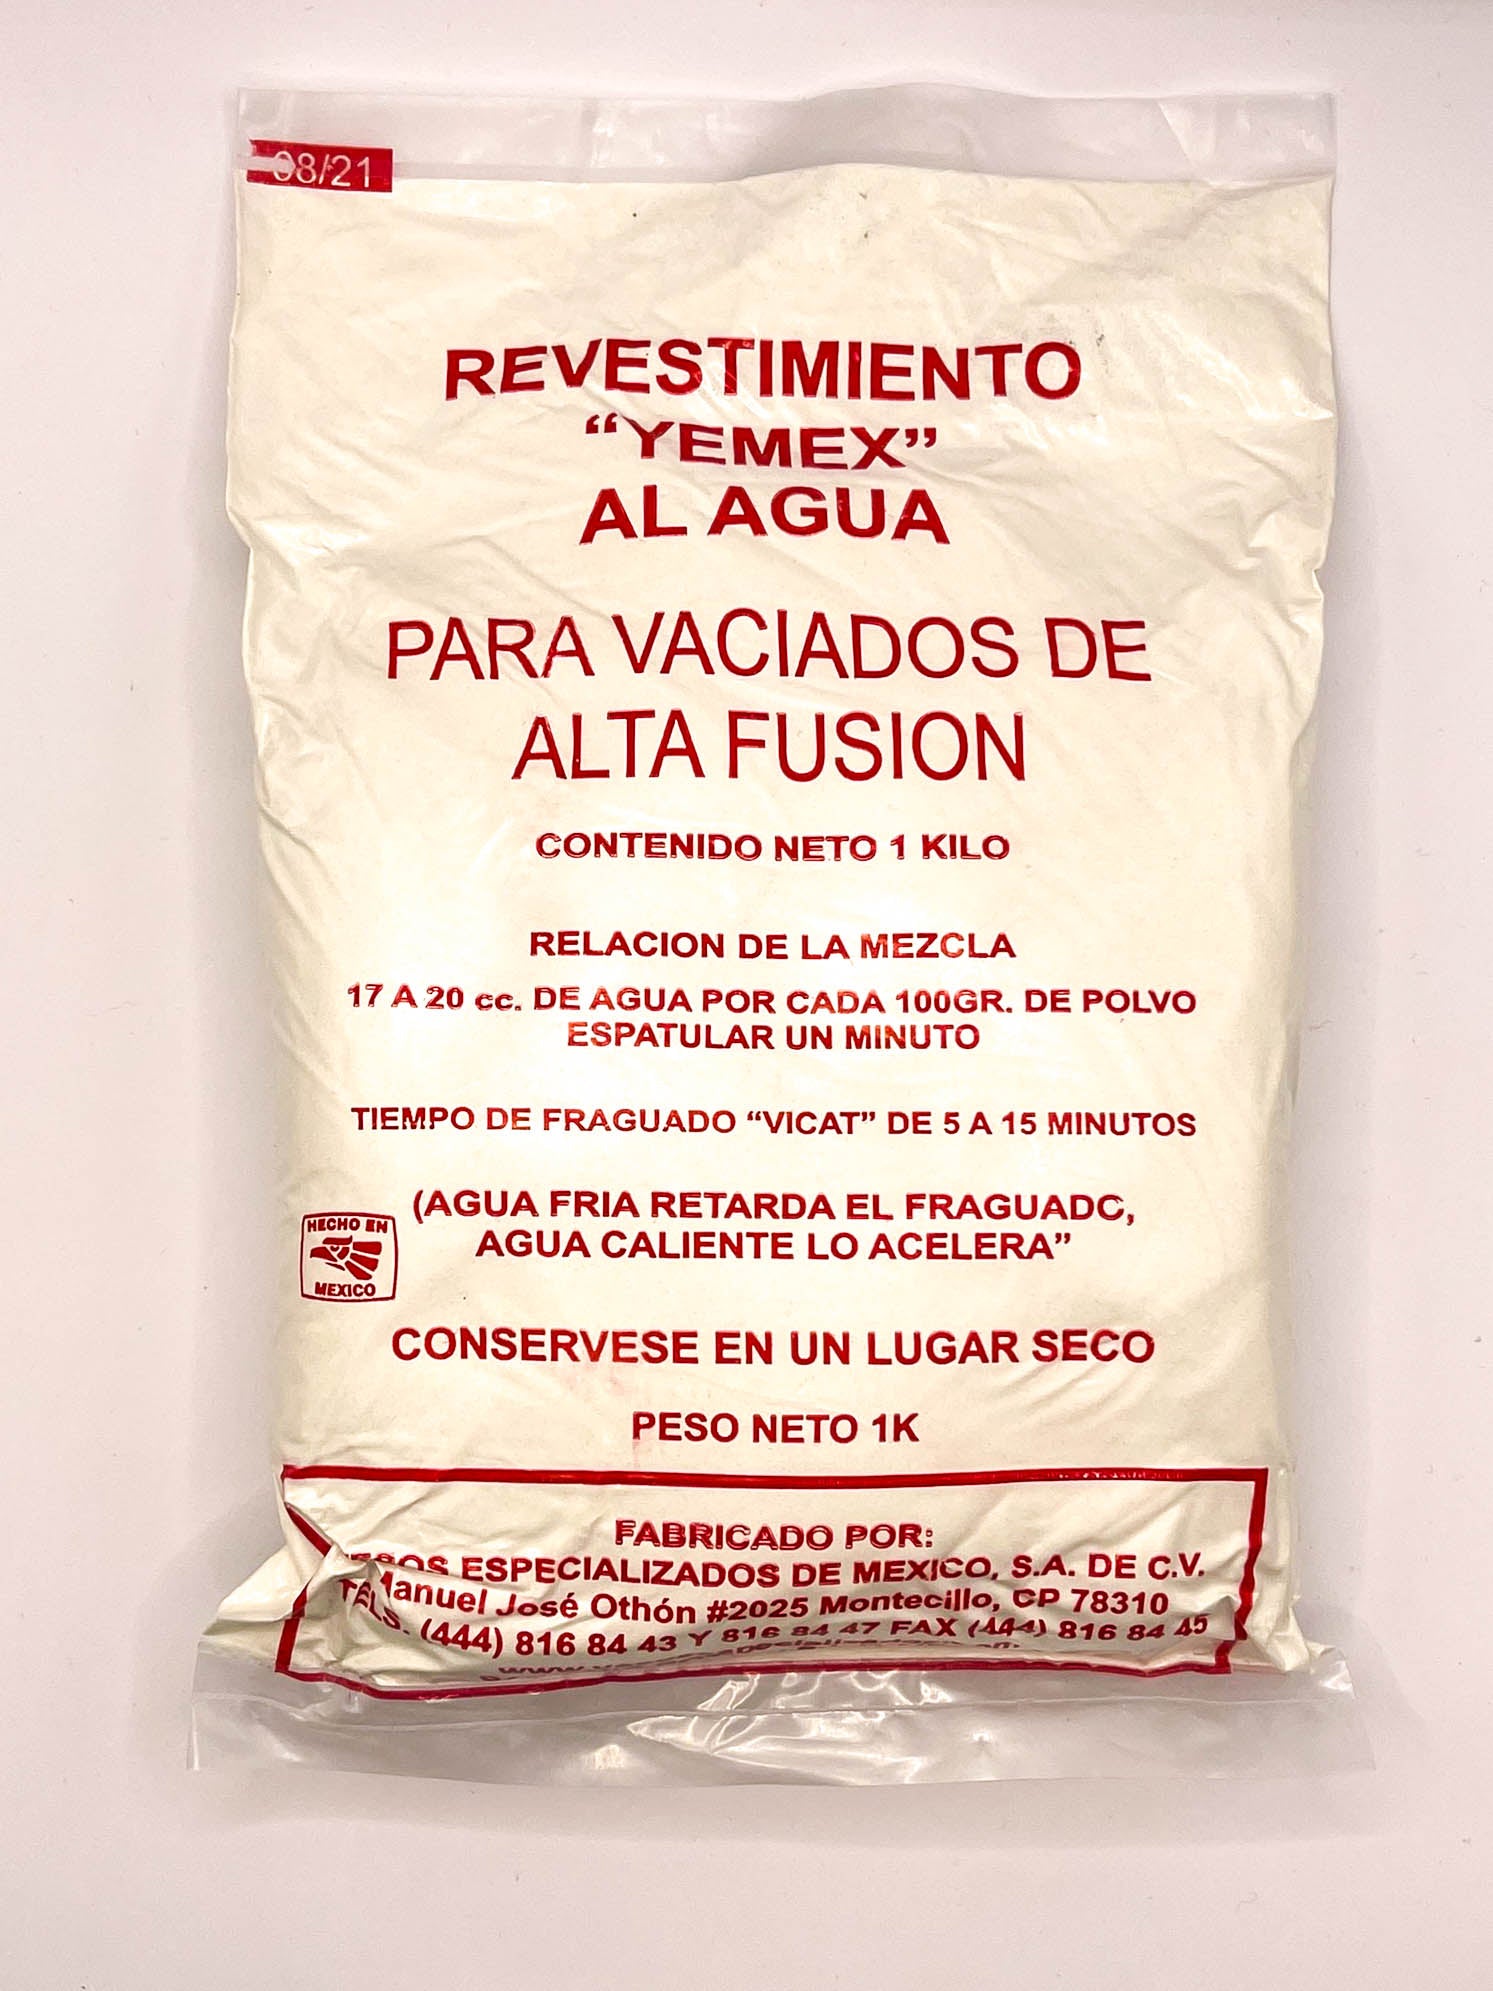 08/21
REVESTIMIENTO
“YEMEX”
AL AGUA
PARA VACIADOS DE
ALTA FUSION
CONTENIDO NETO 1 KILO
RELACION DE LA MEZCLA
17 A 20 cc. DE AGUA POR CADA 100GR. DE POLVO
ESPATULAR UN MINUTO
TIEMPO DE FRAGUADO “VICAT” DE 5 A 15 MINUTOS
(AGUA FRIA RETARDA EL FRAGUADO,
AGUA CALIENTE LO ACELERA”
HECHO EN
MEXICO
CONSERVESE EN UN LUGAR SECO
PESO NETO 1K
FABRICADO POR:
ESPECIALIZADOS DE MEXICO, S.A. DE C.V.
Manuel José Othón #2025 Montecillo, CP 78310
TELS. (444) 816 84 43 Y 816 84 47 FAX (444) 816 84 45